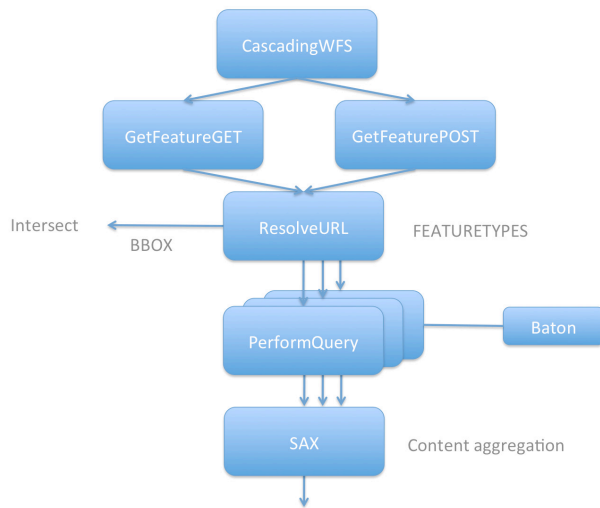 CascadingWFS
GetFeatureGET
GetFeaturePOST
Intersect
BBOX
ResolveURL
FEATURETYPES
PerformQuery
Baton
SAX
Content aggregation